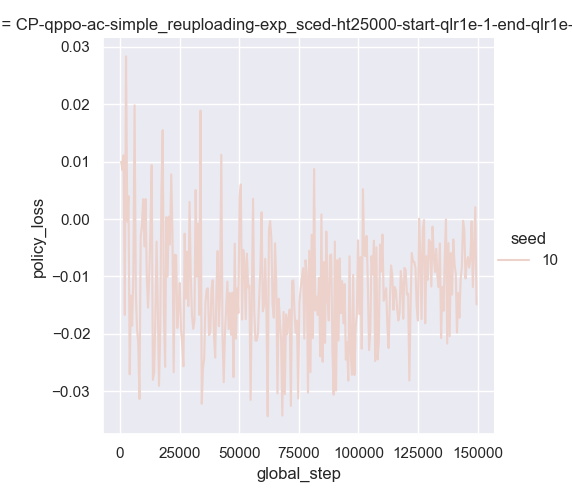 = CP-qppo-ac-simple_reuploading-exp_sced-ht25000-start-qlr1e-1-end-qlr1e-
0.03
0.02
0.01
0.00
−0.01
−0.02
−0.03
policy_loss
seed
10
0 25000 50000 75000 100000 125000 150000
global_step